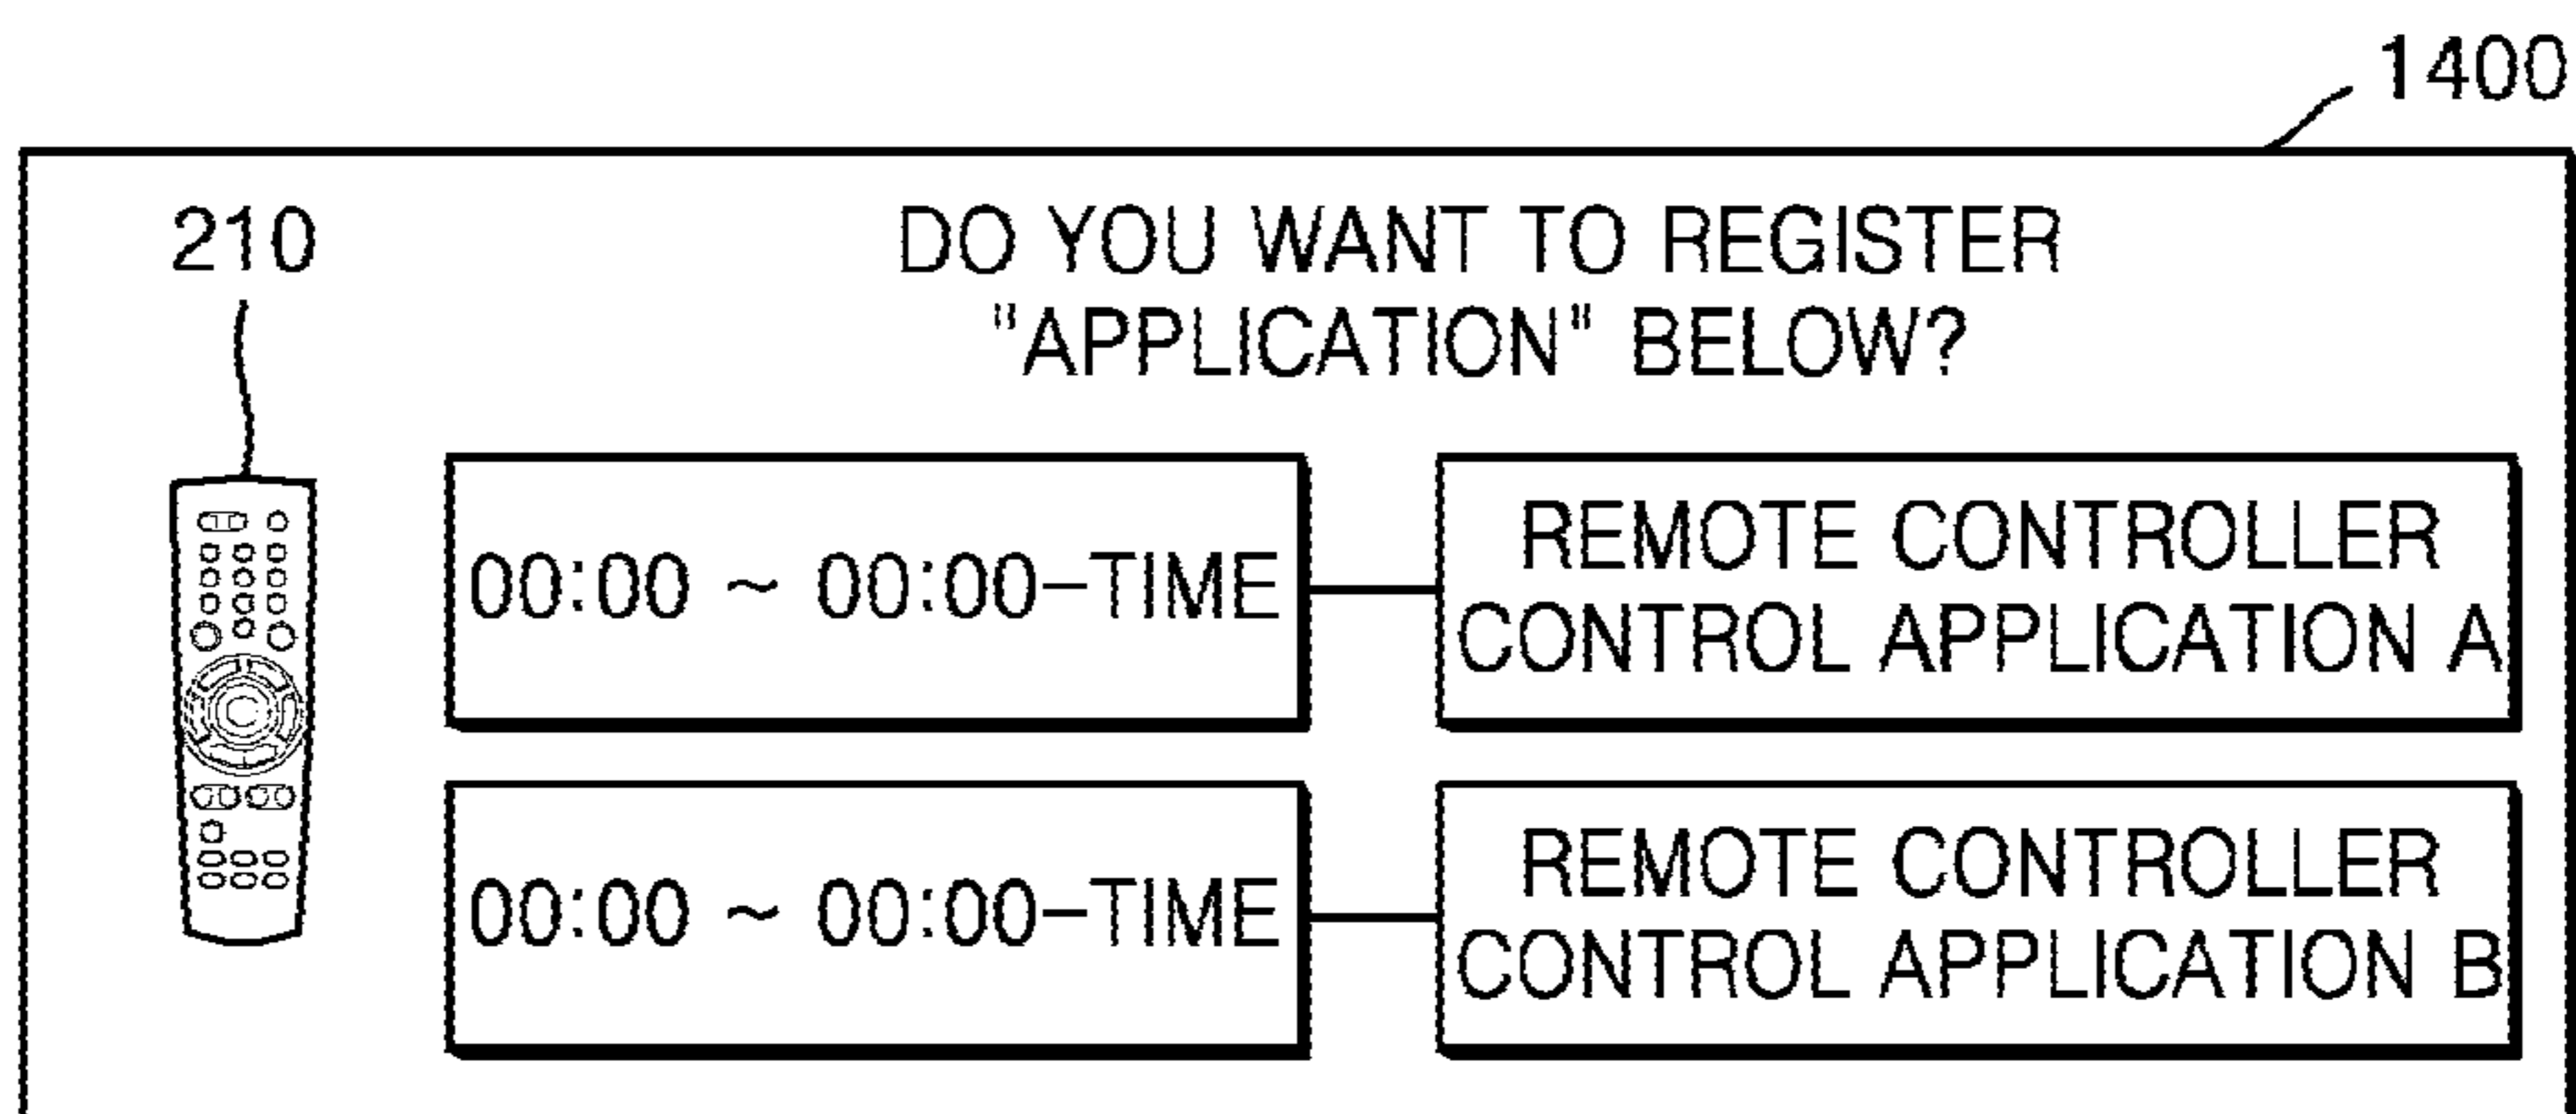 1400
210
DO YOU WANT TO REGISTER
"APPLICATION" BELOW?
00:00 ~ 00:00-TIME
REMOTE CONTROLLER
CONTROL APPLICATION A
00:00 ~ 00:00-TIME
REMOTE CONTROLLER
CONTROL APPLICATION B